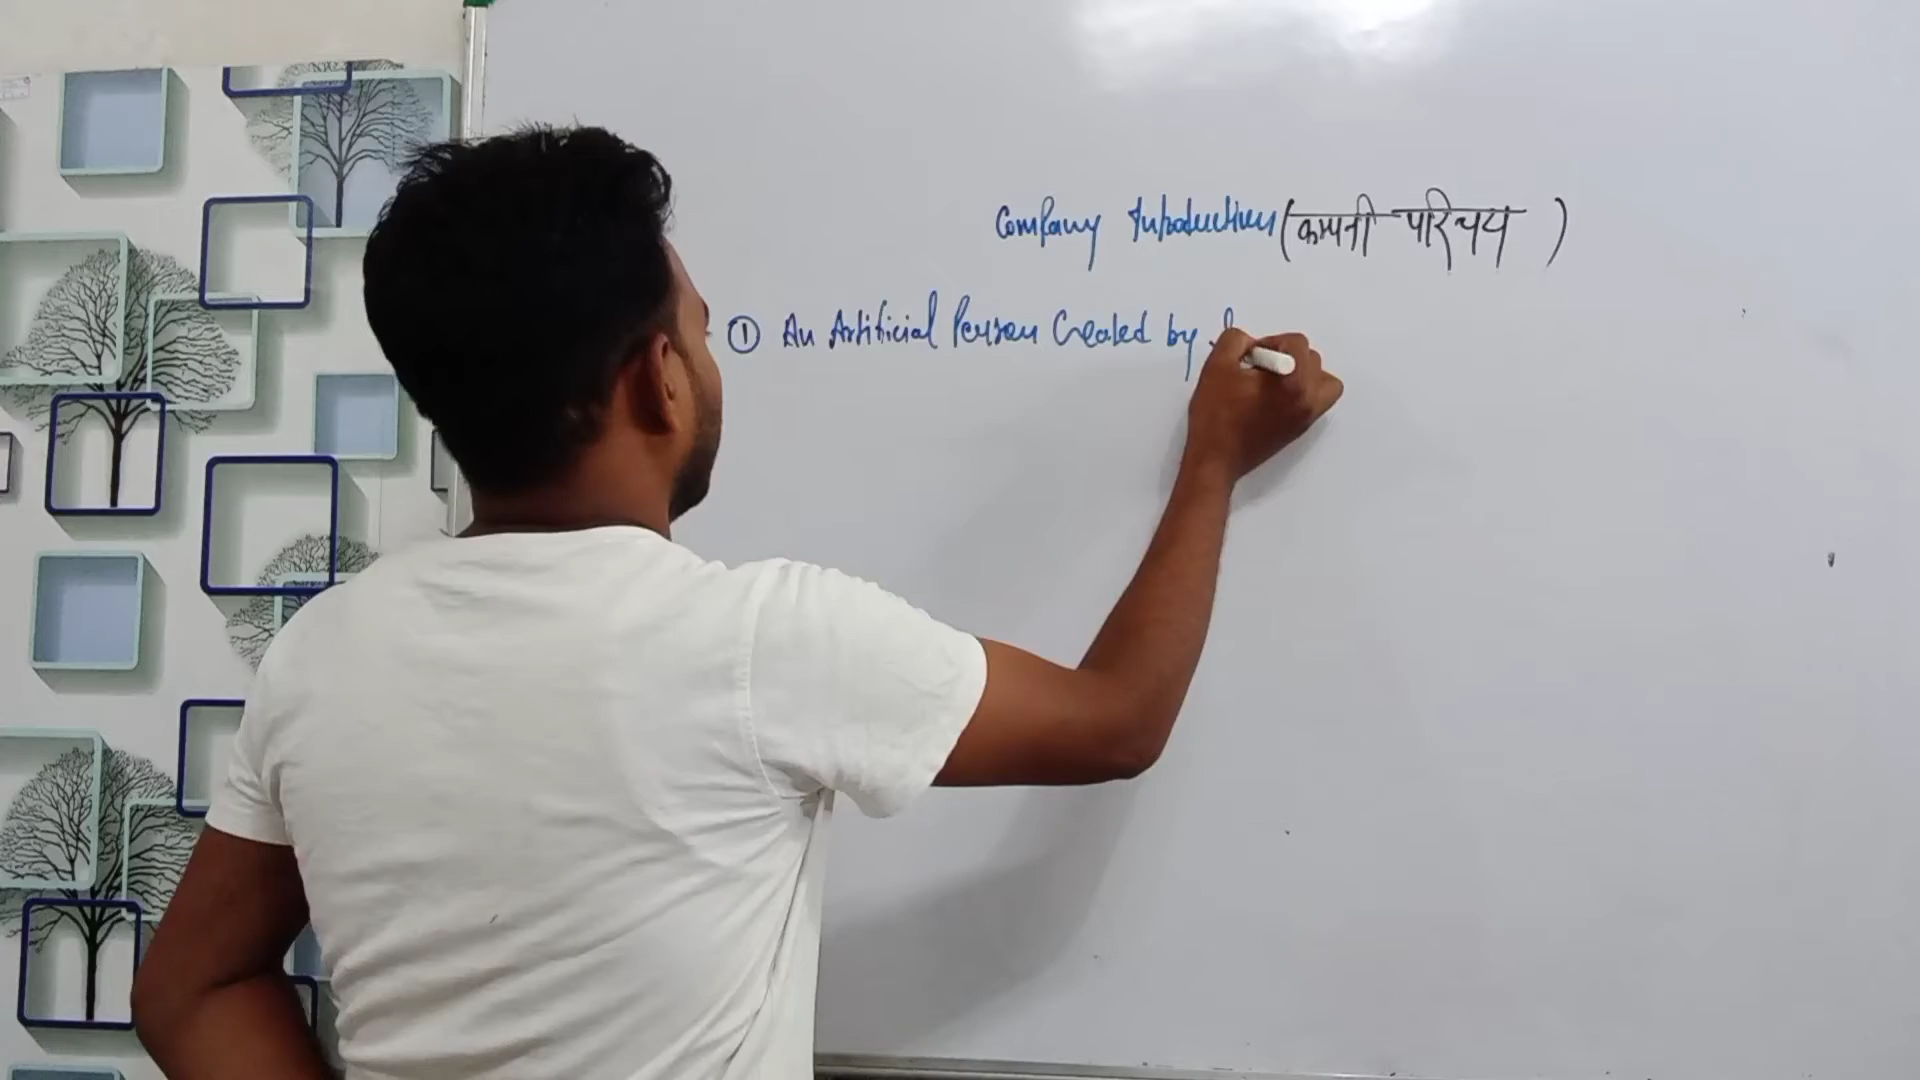 Company Introduction (कम्पनी परिचय )
① An Artificial Person Created by